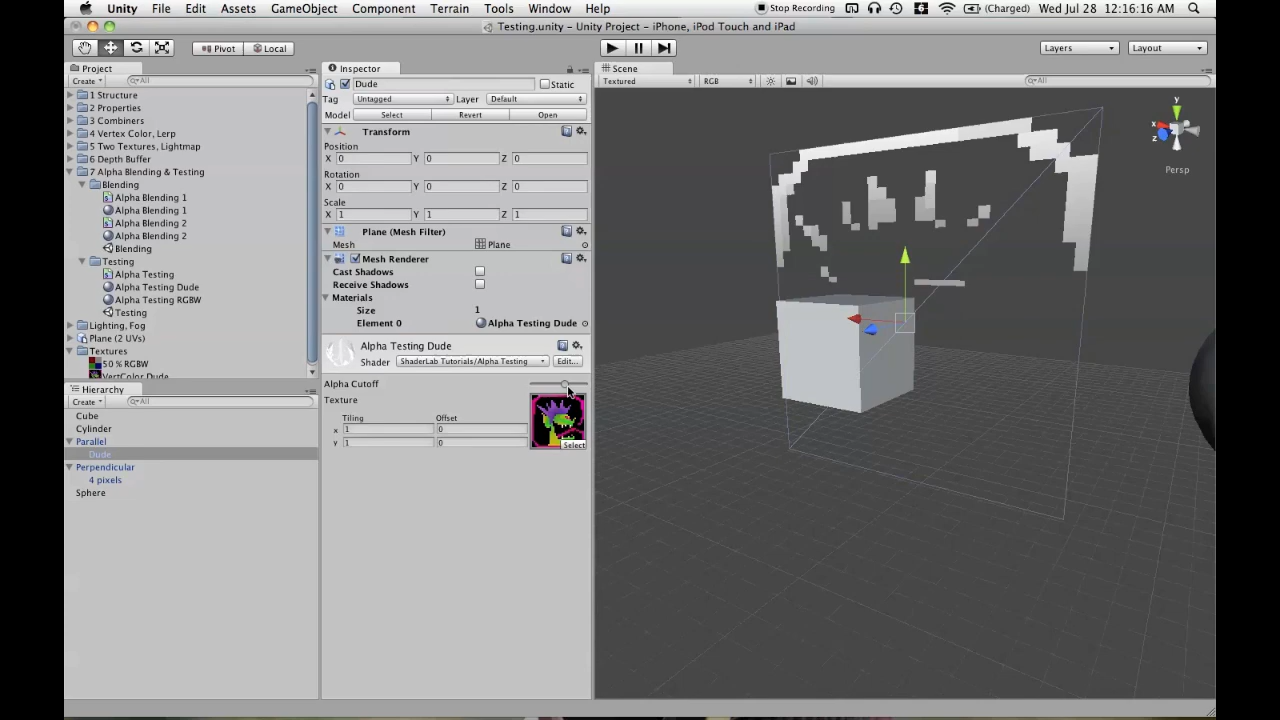 Unity File Edit Assets GameObject Component Terrain Tools Window Help Stop Recording 6 (Charged) Wed Jul 28 12:16:16 AM
Testing.unity – Unity Project – iPhone, iPod Touch and iPad
Pivot Local Layers Layout
Project
Create All
1 Structure
2 Properties
3 Combiners
4 Vertex Color, Lerp
5 Two Textures, Lightmap
6 Depth Buffer
7 Alpha Blending & Testing
Blending
Alpha Blending 1
Alpha Blending 1
Alpha Blending 2
Alpha Blending 2
Blending
Testing
Alpha Testing
Alpha Testing Dude
Alpha Testing RGBW
Testing
Lighting, Fog
Plane (2 UVs)
Textures
50 % RGBW
VertColor Dude
Hierarchy
Create All
Cube
Cylinder
Parallel
Dude
Perpendicular
4 pixels
Sphere
Inspector
Dude Static
Tag Untagged Layer Default
Model Select Revert Open
Transform
Position
X 0 Y 0 Z 0
Rotation
X 0 Y 0 Z 0
Scale
X 1 Y 1 Z 1
Plane (Mesh Filter)
Mesh Plane
Mesh Renderer
Cast Shadows
Receive Shadows
Materials
Size 1
Element 0 Alpha Testing Dude
Alpha Testing Dude
Shader ShaderLab Tutorials/Alpha Testing Edit...
Alpha Cutoff
Texture
Tiling Offset
x 1 0
y 1 0
Select
Scene
Textured RGB All
y
x
z
Persp